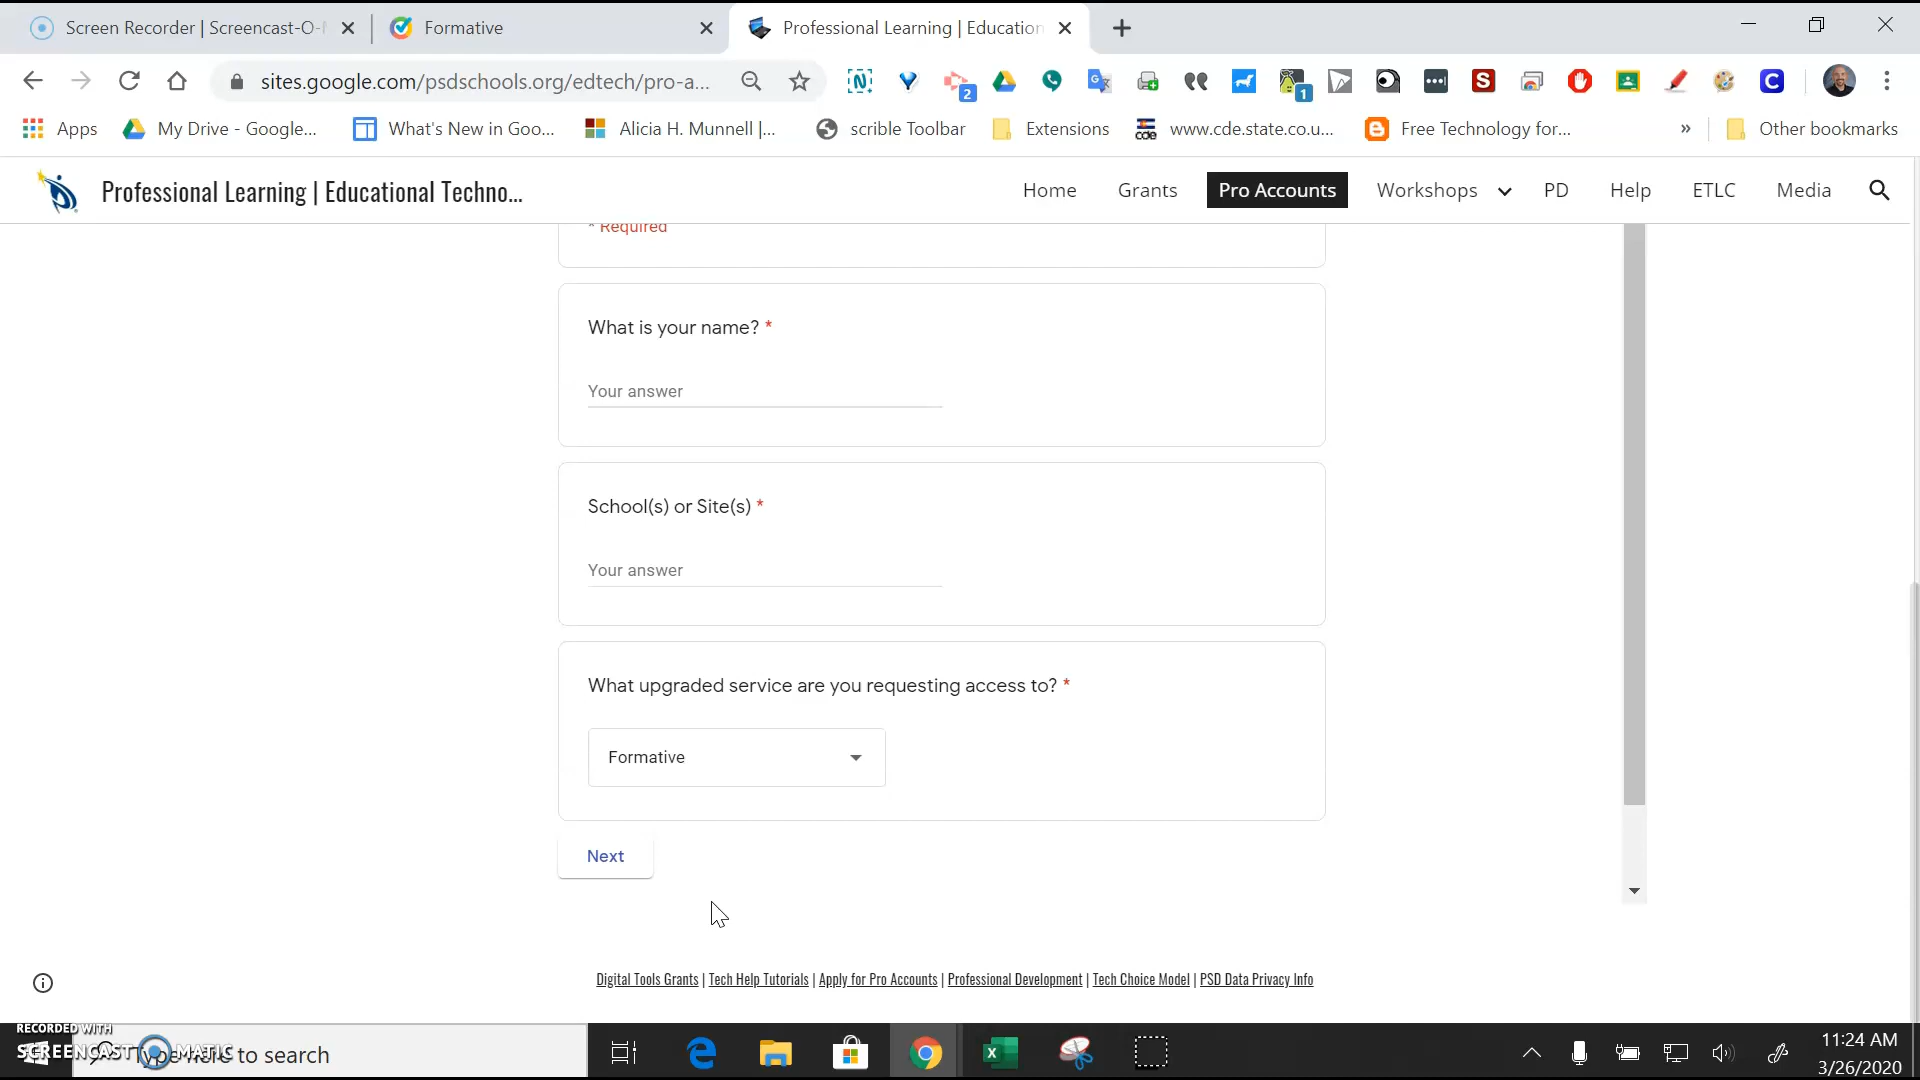 Screen Recorder | Screencast-O-
Formative
Professional Learning | Education
sites.google.com/psdschools.org/edtech/pro-a...
2
1
Apps
My Drive - Google...
What's New in Goo...
Alicia H. Munnell |...
scrible Toolbar
Extensions
www.cde.state.co.u...
Free Technology for...
»
Other bookmarks
Professional Learning | Educational Techno...
Home
Grants
Pro Accounts
Workshops
PD
Help
ETLC
Media
* Required
What is your name? *
Your answer
School(s) or Site(s) *
Your answer
What upgraded service are you requesting access to? *
Formative
Next
Digital Tools Grants | Tech Help Tutorials | Apply for Pro Accounts | Professional Development | Tech Choice Model | PSD Data Privacy Info
RECORDED WITH
SCREENCAST MATIC
Type here to search
11:24 AM
3/26/2020